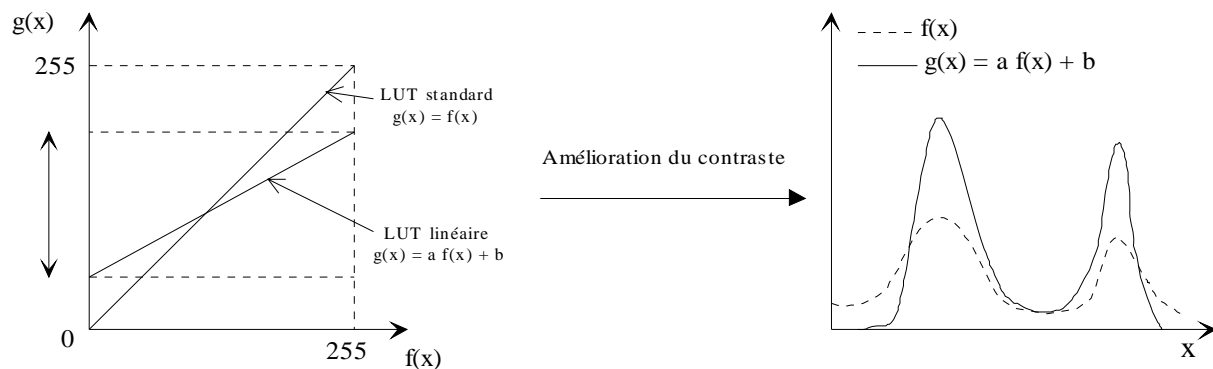 g(x)
255
LUT standard
g(x) = f(x)
LUT linéaire
g(x) = a f(x) + b
0
255
f(x)
Amélioration du contraste
f(x)
g(x) = a f(x) + b
x